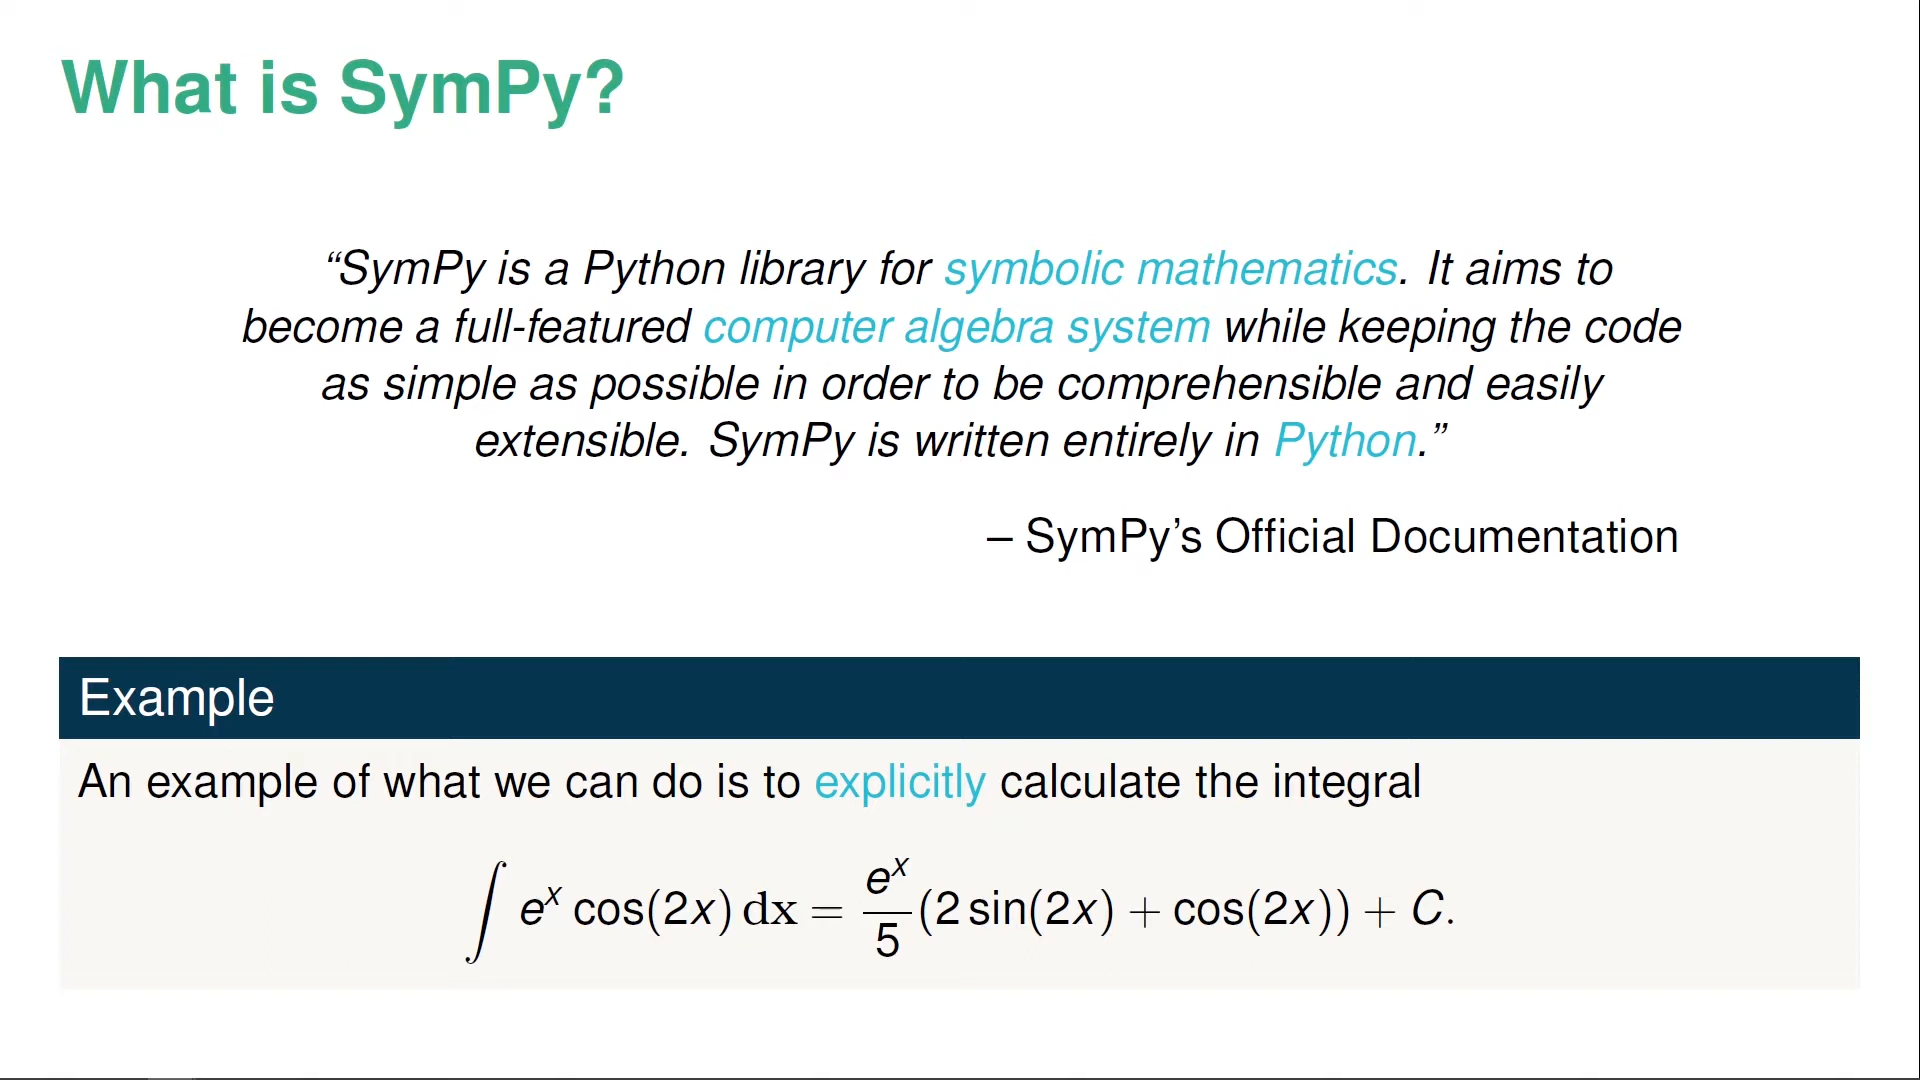 What is SymPy?
“SymPy is a Python library for symbolic mathematics. It aims to
become a full-featured computer algebra system while keeping the code
as simple as possible in order to be comprehensible and easily
extensible. SymPy is written entirely in Python.”
– SymPy’s Official Documentation
Example
An example of what we can do is to explicitly calculate the integral
∫ eˣ cos(2x) dx = eˣ/5 (2 sin(2x) + cos(2x)) + C.